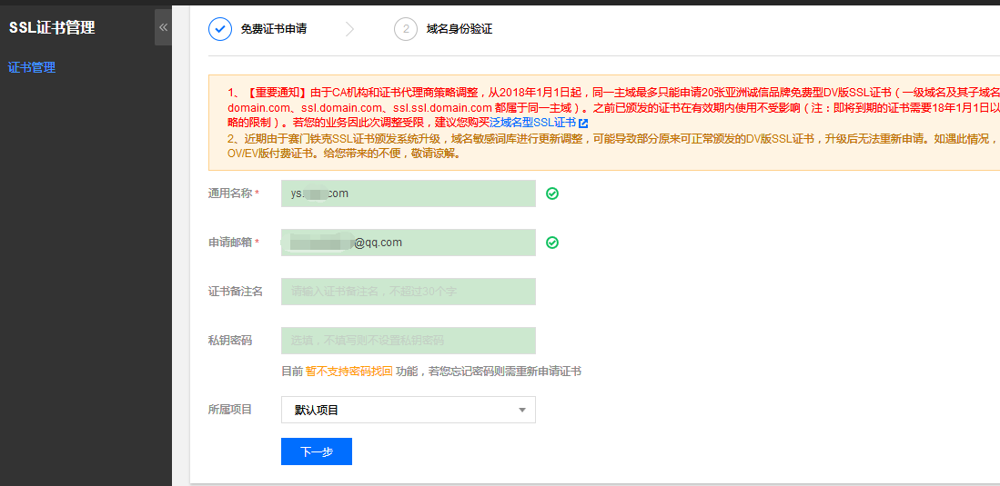 SSL证书管理
«
证书管理
免费证书申请
2 域名身份验证
1、【重要通知】由于CA机构和证书代理商策略调整，从2018年1月1日起，同一主域最多只能申请20张亚洲诚信品牌免费型DV版SSL证书（一级域名及其子域名
domain.com、ssl.domain.com、ssl.ssl.domain.com 都属于同一主域）。之前已颁发的证书在有效期内使用不受影响（注：即将到期的证书需要18年1月1日以
略的限制）。若您的业务因此次调整受限，建议您购买泛域名型SSL证书
2、近期由于赛门铁克SSL证书颁发系统升级，域名敏感词库进行更新调整，可能导致部分原来可正常颁发的DV版SSL证书，升级后无法重新申请。如遇此情况，
OV/EV版付费证书。给您带来的不便，敬请谅解。
通用名称 * ys. com
申请邮箱 * @qq.com
证书备注名 请输入证书备注名，不超过30个字
私钥密码 选填，不填写则不设置私钥密码
目前 暂不支持密码找回 功能，若您忘记密码则需重新申请证书
所属项目 默认项目
下一步